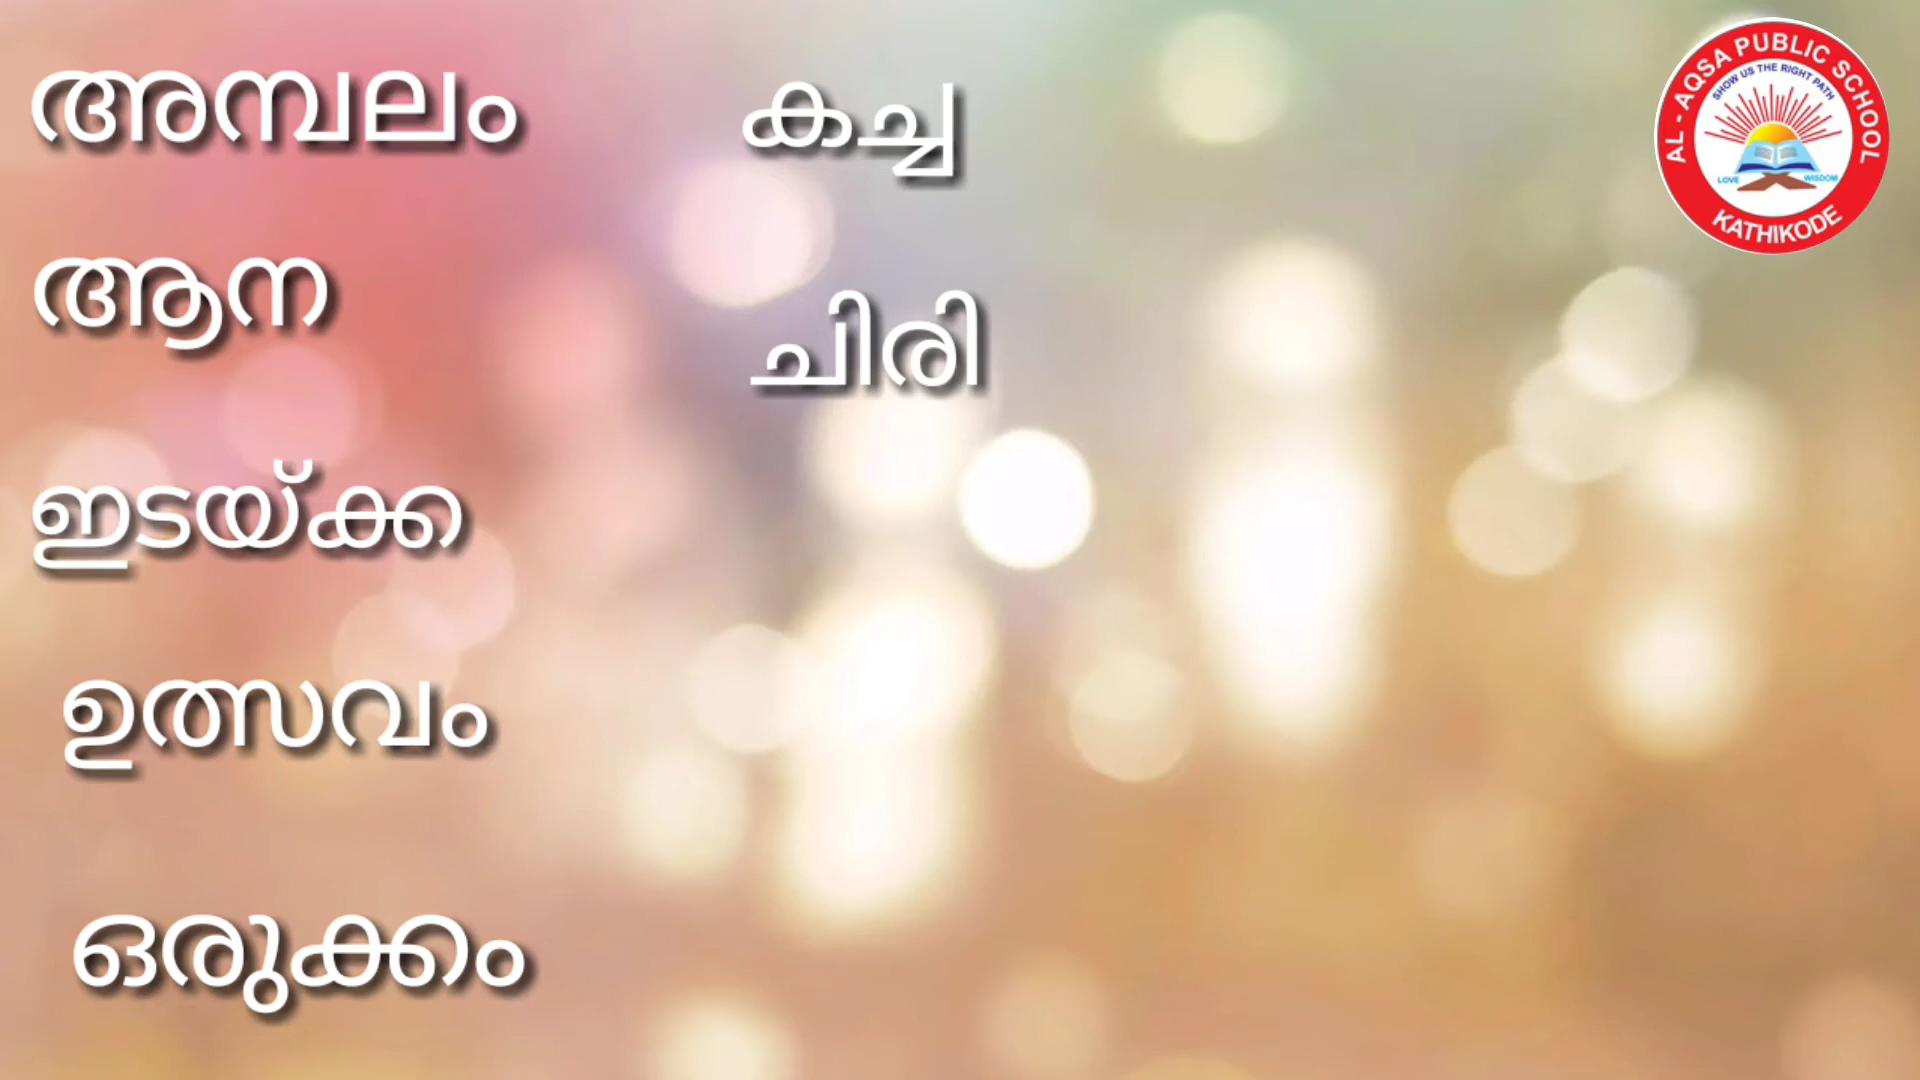 അമ്പലം
ആന
ഇടയ്ക്ക
ഉത്സവം
ഒരുക്കം
കച്ച
ചിരി
AL - AQSA PUBLIC SCHOOL
SHOW US THE RIGHT PATH
LOVE
WISDOM
KATHIKODE